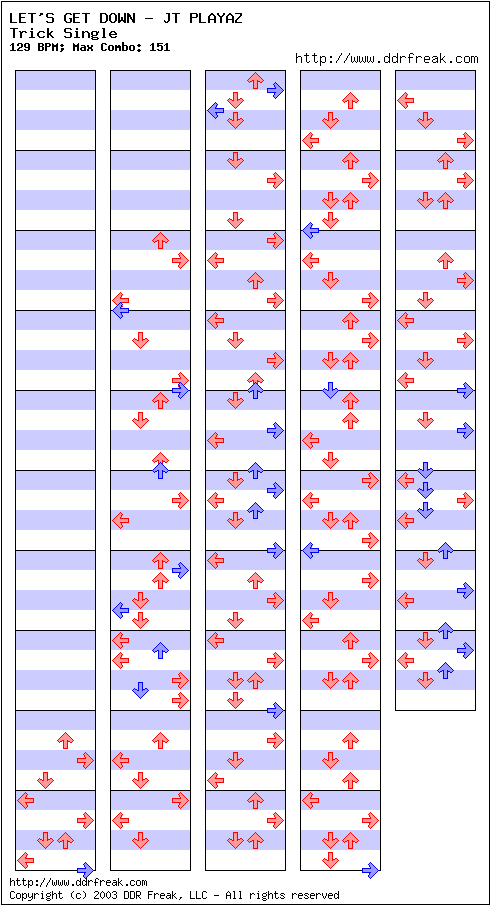 LET'S GET DOWN - JT PLAYAZ
Trick Single
129 BPM; Max Combo: 151
http://www.ddrfreak.com
http://www.ddrfreak.com
Copyright (c) 2003 DDR Freak, LLC - All rights reserved